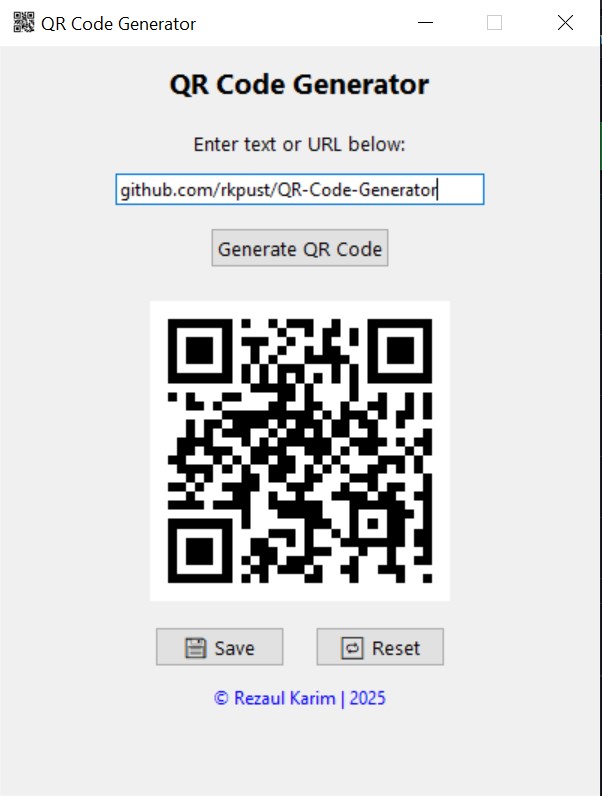 QR Code Generator
QR Code Generator
Enter text or URL below:
github.com/rkpust/QR-Code-Generator
Generate QR Code
Save
Reset
© Rezaul Karim | 2025